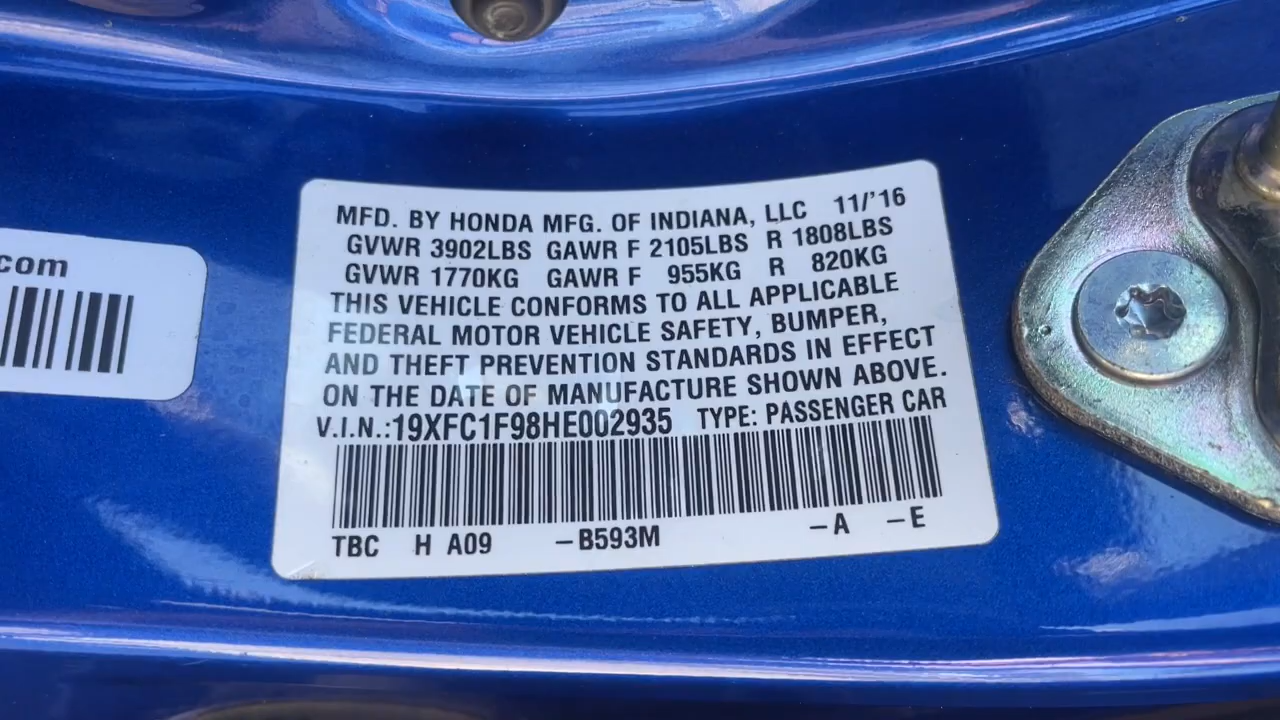 com
MFD. BY HONDA MFG. OF INDIANA, LLC 11/'16
GVWR 3902LBS GAWR F 2105LBS R 1808LBS
GVWR 1770KG GAWR F 955KG R 820KG
THIS VEHICLE CONFORMS TO ALL APPLICABLE
FEDERAL MOTOR VEHICLE SAFETY, BUMPER,
AND THEFT PREVENTION STANDARDS IN EFFECT
ON THE DATE OF MANUFACTURE SHOWN ABOVE.
V.I.N.:19XFC1F98HE002935 TYPE: PASSENGER CAR
TBC H A09 –B593M –A –E